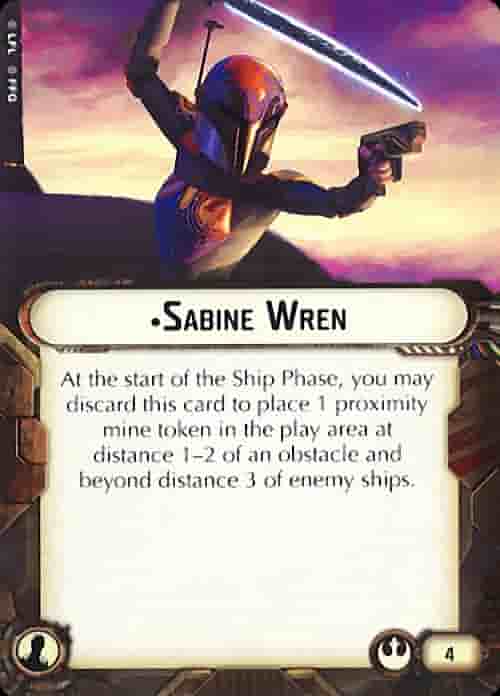 © LFL © FFG
•Sabine Wren
At the start of the Ship Phase, you may
discard this card to place 1 proximity
mine token in the play area at
distance 1–2 of an obstacle and
beyond distance 3 of enemy ships.
4